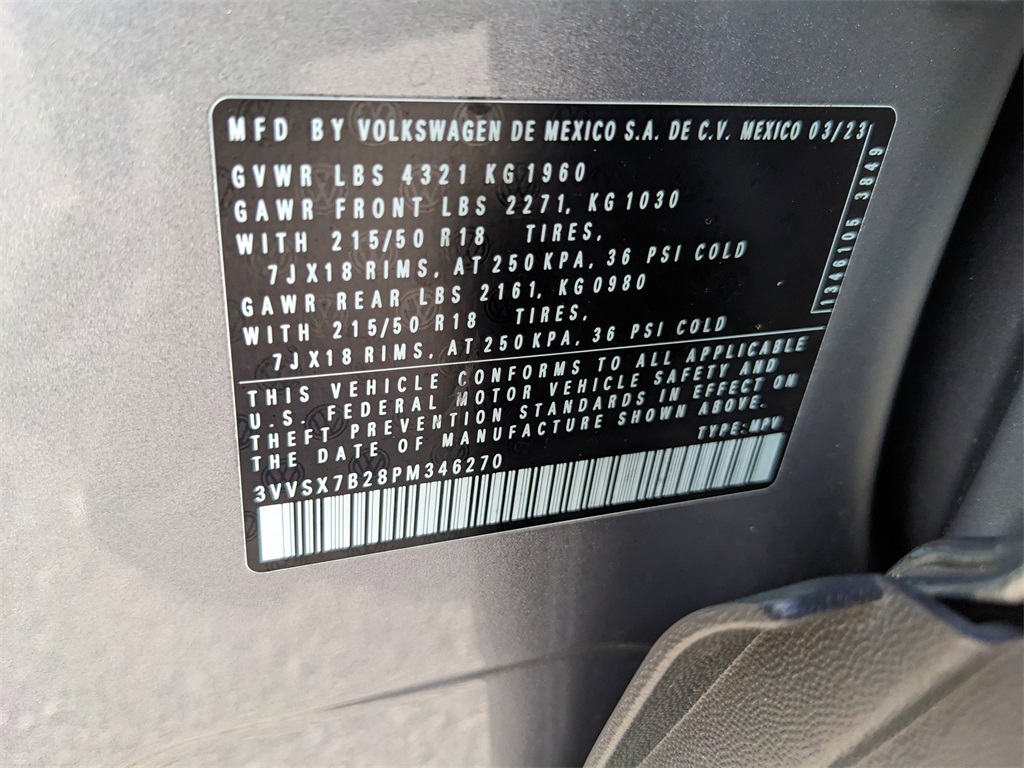 MFD BY VOLKSWAGEN DE MEXICO S.A. DE C.V. MEXICO 03/23
GVWR LBS 4321 KG 1960
GAWR FRONT LBS 2271, KG 1030
WITH 215/50 R18 TIRES,
7JX18 RIMS, AT 250 KPA, 36 PSI COLD
GAWR REAR LBS 2161, KG 0980
WITH 215/50 R18 TIRES,
7JX18 RIMS, AT 250 KPA, 36 PSI COLD
1346105 3849
THIS VEHICLE CONFORMS TO ALL APPLICABLE
U.S. FEDERAL MOTOR VEHICLE SAFETY AND
THEFT PREVENTION STANDARDS IN EFFECT ON
THE DATE OF MANUFACTURE SHOWN ABOVE.
TYPE: MPV
3VVSX7B28PM346270